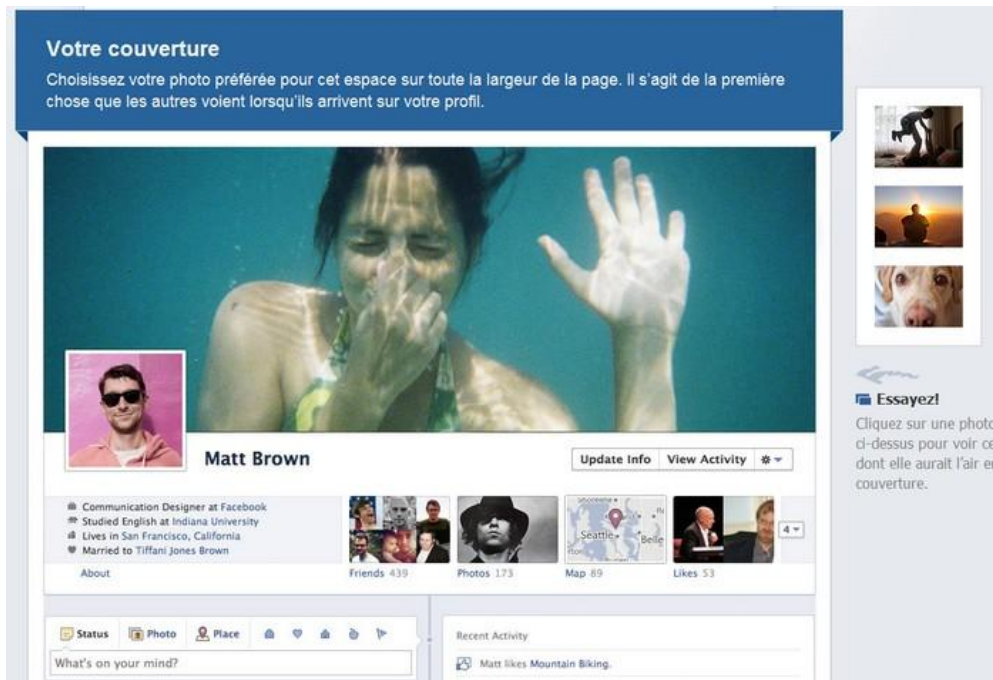 Votre couverture
Choisissez votre photo préférée pour cet espace sur toute la largeur de la page. Il s'agit de la première
chose que les autres voient lorsqu'ils arrivent sur votre profil.
Matt Brown
Update Info View Activity
Communication Designer at Facebook
Studied English at Indiana University
Lives in San Francisco, California
Married to Tiffani Jones Brown
About
Seattle
Belle
4
Friends 439
Photos 173
Map 89
Likes 53
Status Photo Place
What's on your mind?
Recent Activity
Matt likes Mountain Biking.
Essayez!
Cliquez sur une photo
ci-dessus pour voir ce
dont elle aurait l'air en
couverture.